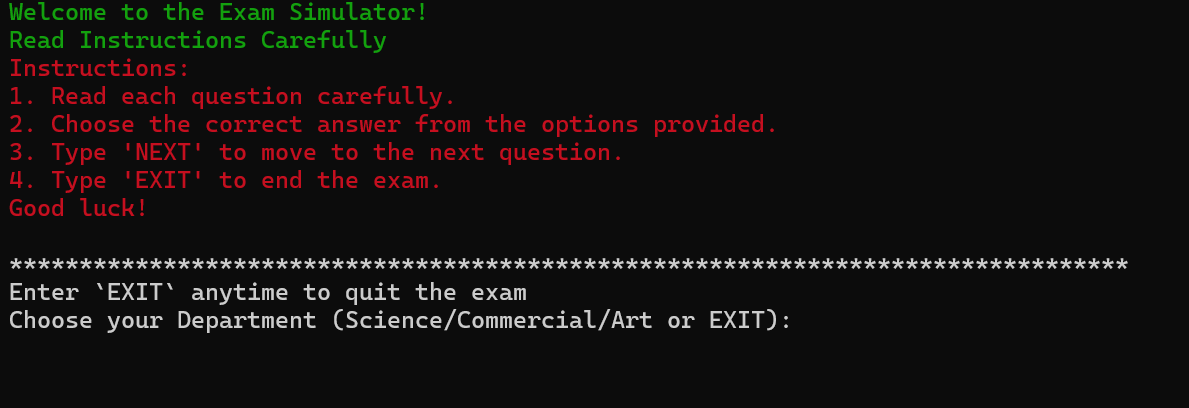 Welcome to the Exam Simulator!
Read Instructions Carefully
Instructions:
1. Read each question carefully.
2. Choose the correct answer from the options provided.
3. Type 'NEXT' to move to the next question.
4. Type 'EXIT' to end the exam.
Good luck!
********************************************************************************
Enter `EXIT` anytime to quit the exam
Choose your Department (Science/Commercial/Art or EXIT):